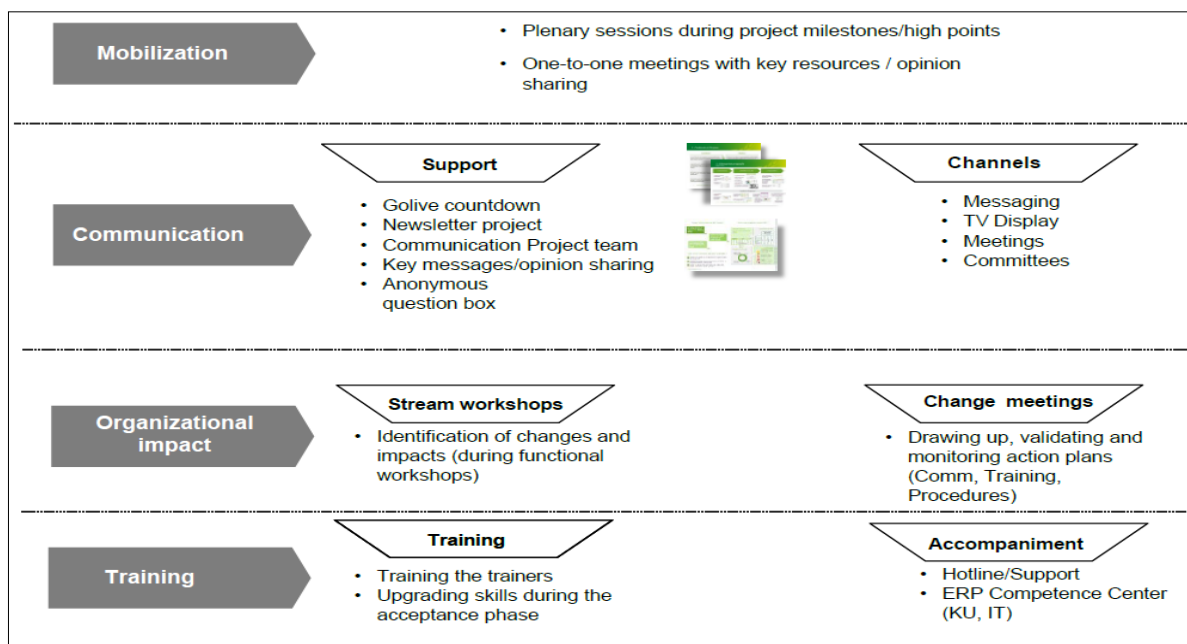 Mobilization
• Plenary sessions during project milestones/high points
• One-to-one meetings with key resources / opinion
sharing
Communication
Support
• Golive countdown
• Newsletter project
• Communication Project team
• Key messages/opinion sharing
• Anonymous
question box
Channels
• Messaging
• TV Display
• Meetings
• Committees
Organizational
impact
Stream workshops
• Identification of changes and
impacts (during functional
workshops)
Change meetings
• Drawing up, validating and
monitoring action plans
(Comm, Training,
Procedures)
Training
Training
• Training the trainers
• Upgrading skills during the
acceptance phase
Accompaniment
• Hotline/Support
• ERP Competence Center
(KU, IT)